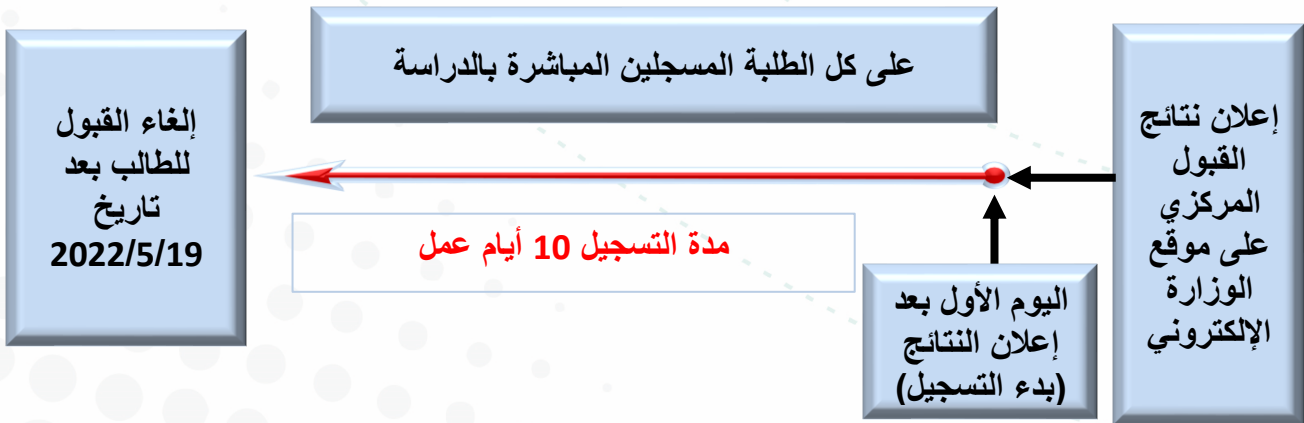 على كل الطلبة المسجلين المباشرة بالدراسة
إعلان نتائج
القبول
المركزي
على موقع
الوزارة
الإلكتروني
اليوم الأول بعد
إعلان النتائج
(بدء التسجيل)
مدة التسجيل 10 أيام عمل
إلغاء القبول
للطالب بعد
تاريخ
2022/5/19